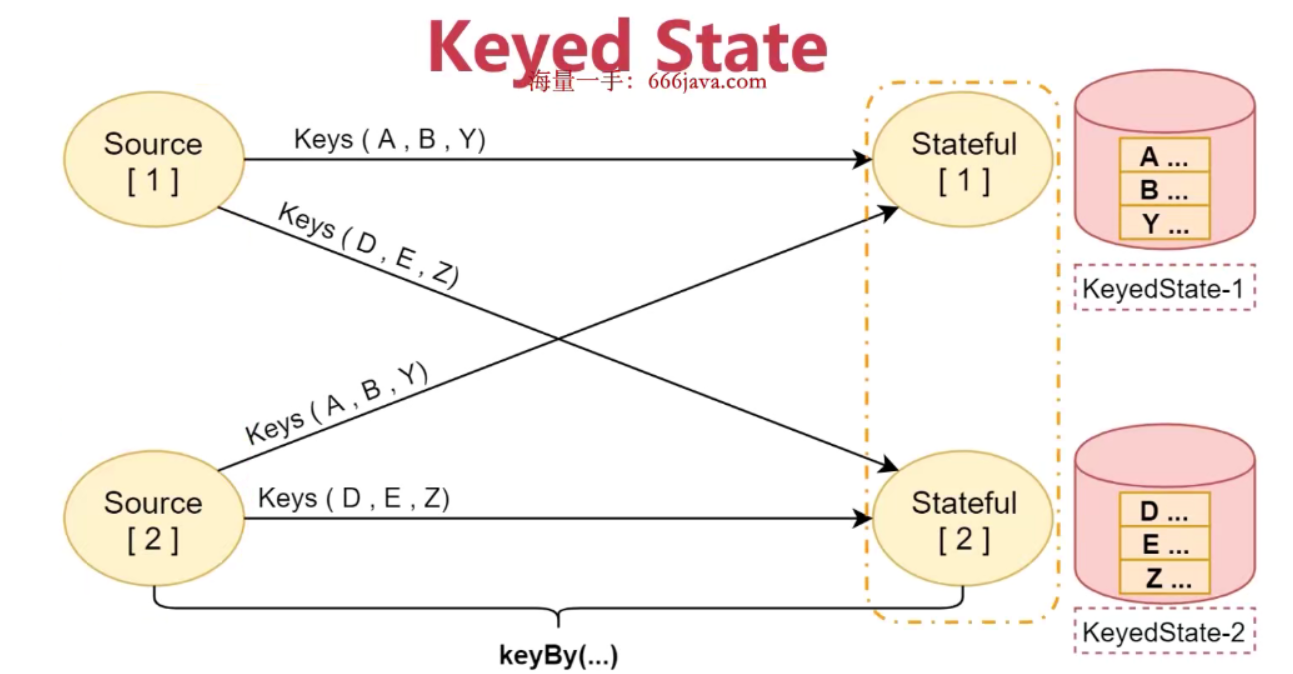 Keyed State
海量一手：666java.com
Source
[ 1 ]
Keys ( A , B , Y)
Stateful
[ 1 ]
A ...
B ...
Y ...
KeyedState-1
Keys ( D , E , Z)
Keys ( A , B , Y)
Source
[ 2 ]
Keys ( D , E , Z)
Stateful
[ 2 ]
D ...
E ...
Z ...
KeyedState-2
keyBy(...)